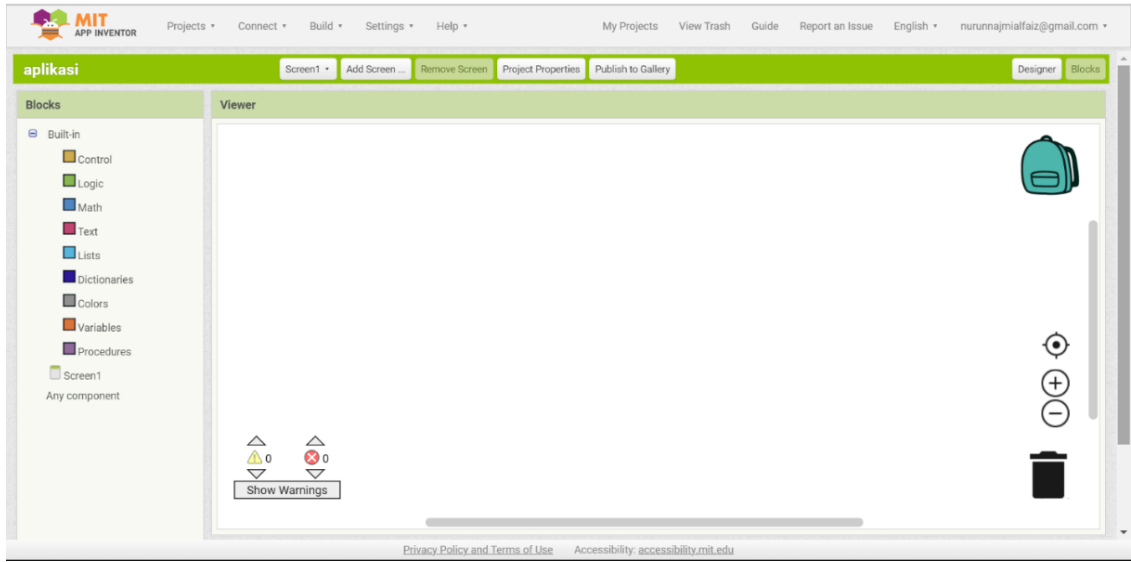 MIT
APP INVENTOR
Projects Connect Build Settings Help My Projects View Trash Guide Report an Issue English nurunnajmialfaiz@gmail.com
aplikasi Screen1 Add Screen ... Remove Screen Project Properties Publish to Gallery Designer Blocks
Blocks Viewer
Built-in
Control
Logic
Math
Text
Lists
Dictionaries
Colors
Variables
Procedures
Screen1
Any component
0 0
Show Warnings
Privacy Policy and Terms of Use Accessibility: accessibility.mit.edu